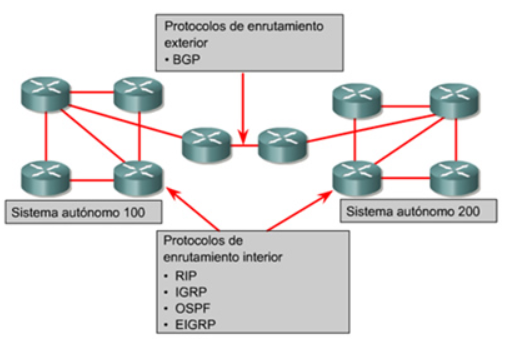 Protocolos de enrutamiento
exterior
• BGP
Sistema autónomo 100
Sistema autónomo 200
Protocolos de
enrutamiento interior
• RIP
• IGRP
• OSPF
• EIGRP